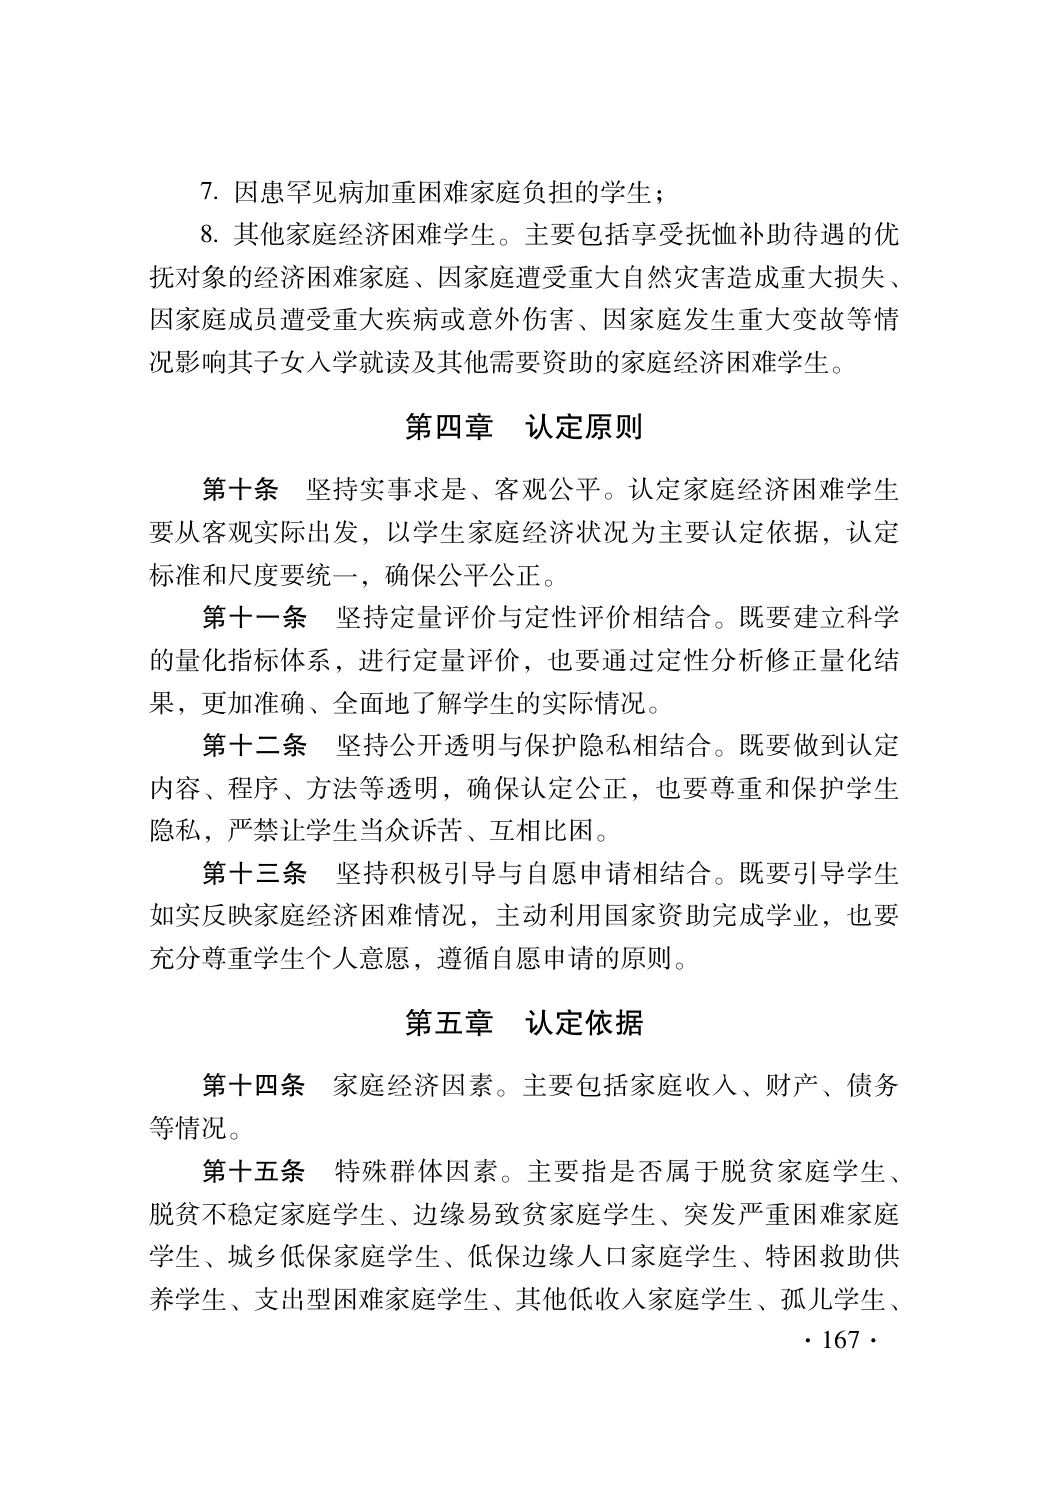 7. 因患罕见病加重困难家庭负担的学生；
8. 其他家庭经济困难学生。主要包括享受抚恤补助待遇的优
抚对象的经济困难家庭、因家庭遭受重大自然灾害造成重大损失、
因家庭成员遭受重大疾病或意外伤害、因家庭发生重大变故等情
况影响其子女入学就读及其他需要资助的家庭经济困难学生。
第四章　认定原则
第十条　坚持实事求是、客观公平。认定家庭经济困难学生
要从客观实际出发，以学生家庭经济状况为主要认定依据，认定
标准和尺度要统一，确保公平公正。
第十一条　坚持定量评价与定性评价相结合。既要建立科学
的量化指标体系，进行定量评价，也要通过定性分析修正量化结
果，更加准确、全面地了解学生的实际情况。
第十二条　坚持公开透明与保护隐私相结合。既要做到认定
内容、程序、方法等透明，确保认定公正，也要尊重和保护学生
隐私，严禁让学生当众诉苦、互相比困。
第十三条　坚持积极引导与自愿申请相结合。既要引导学生
如实反映家庭经济困难情况，主动利用国家资助完成学业，也要
充分尊重学生个人意愿，遵循自愿申请的原则。
第五章　认定依据
第十四条　家庭经济因素。主要包括家庭收入、财产、债务
等情况。
第十五条　特殊群体因素。主要指是否属于脱贫家庭学生、
脱贫不稳定家庭学生、边缘易致贫家庭学生、突发严重困难家庭
学生、城乡低保家庭学生、低保边缘人口家庭学生、特困救助供
养学生、支出型困难家庭学生、其他低收入家庭学生、孤儿学生、
· 167 ·